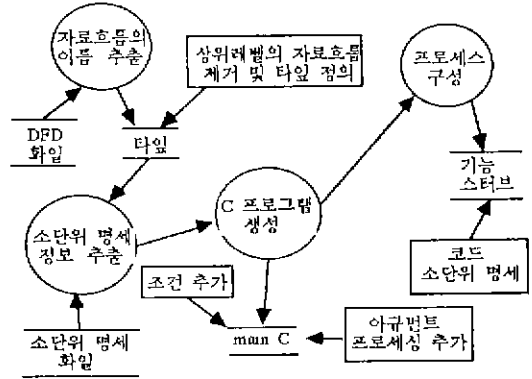 자료흐름의
이름 추출
상위레벨의 자료흐름
제거 및 타잎 정의
프로세스
구성
DFD
화일
타잎
기능
스터브
소단위 명세
정보 추출
C 프로그램
생성
코드
소단위 명세
조건 추가
소단위 명세
화일
main C
아규먼트
프로세싱 추가